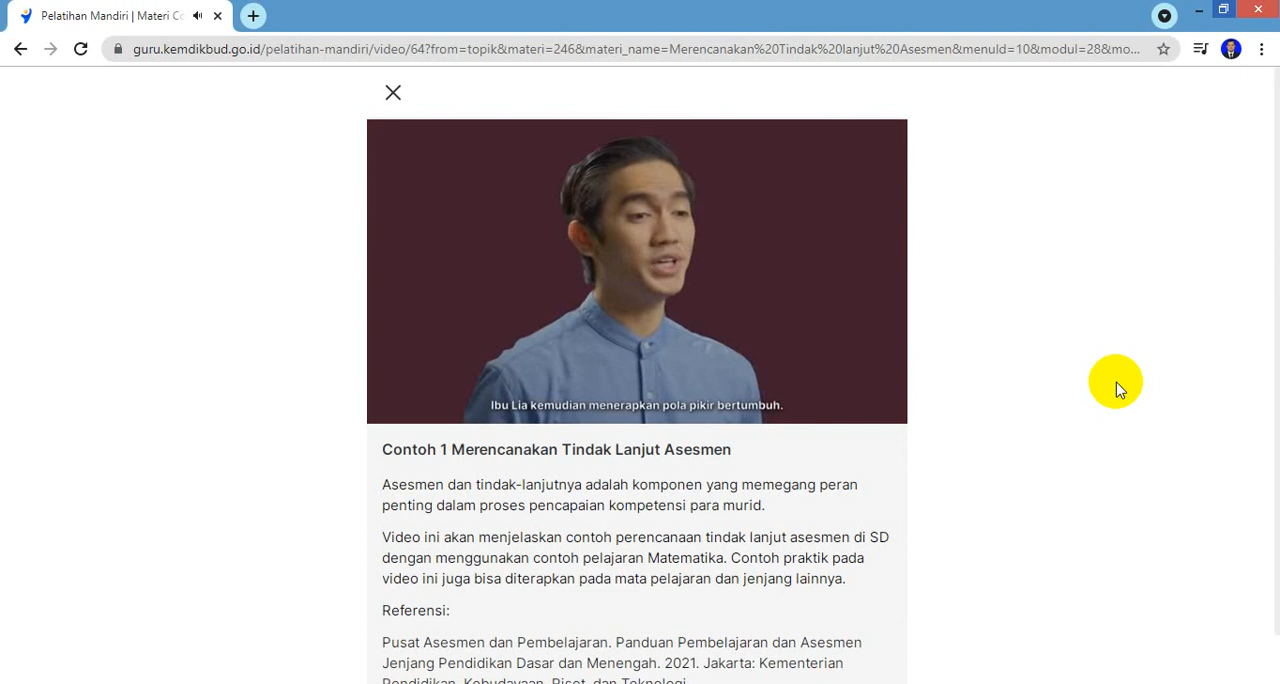 Pelatihan Mandiri | Materi Co
guru.kemdikbud.go.id/pelatihan-mandiri/video/64?from=topik&materi=246&materi_name=Merencanakan%20Tindak%20lanjut%20Asesmen&menuId=10&modul=28&mo...
Ibu Lia kemudian menerapkan pola pikir bertumbuh.
Contoh 1 Merencanakan Tindak Lanjut Asesmen
Asesmen dan tindak-lanjutnya adalah komponen yang memegang peran
penting dalam proses pencapaian kompetensi para murid.
Video ini akan menjelaskan contoh perencanaan tindak lanjut asesmen di SD
dengan menggunakan contoh pelajaran Matematika. Contoh praktik pada
video ini juga bisa diterapkan pada mata pelajaran dan jenjang lainnya.
Referensi:
Pusat Asesmen dan Pembelajaran. Panduan Pembelajaran dan Asesmen
Jenjang Pendidikan Dasar dan Menengah. 2021. Jakarta: Kementerian
Pendidikan, Kebudayaan, Riset, dan Teknologi.